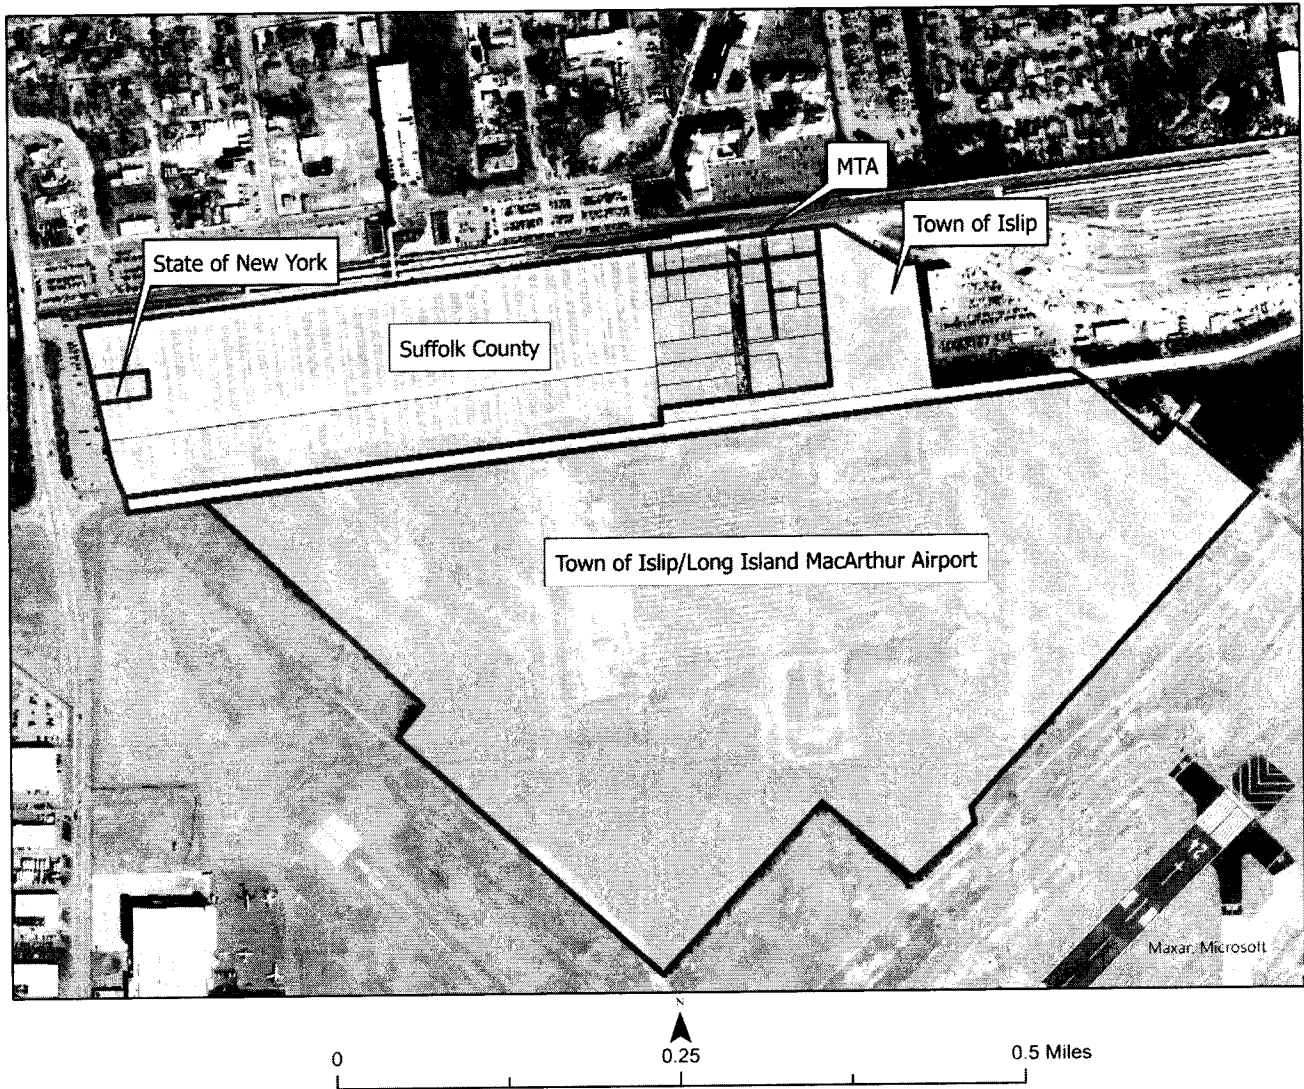 MTA
Town of Islip
State of New York
Suffolk County
Town of Islip/Long Island MacArthur Airport
Maxar, Microsoft
N
0
0.25
0.5 Miles